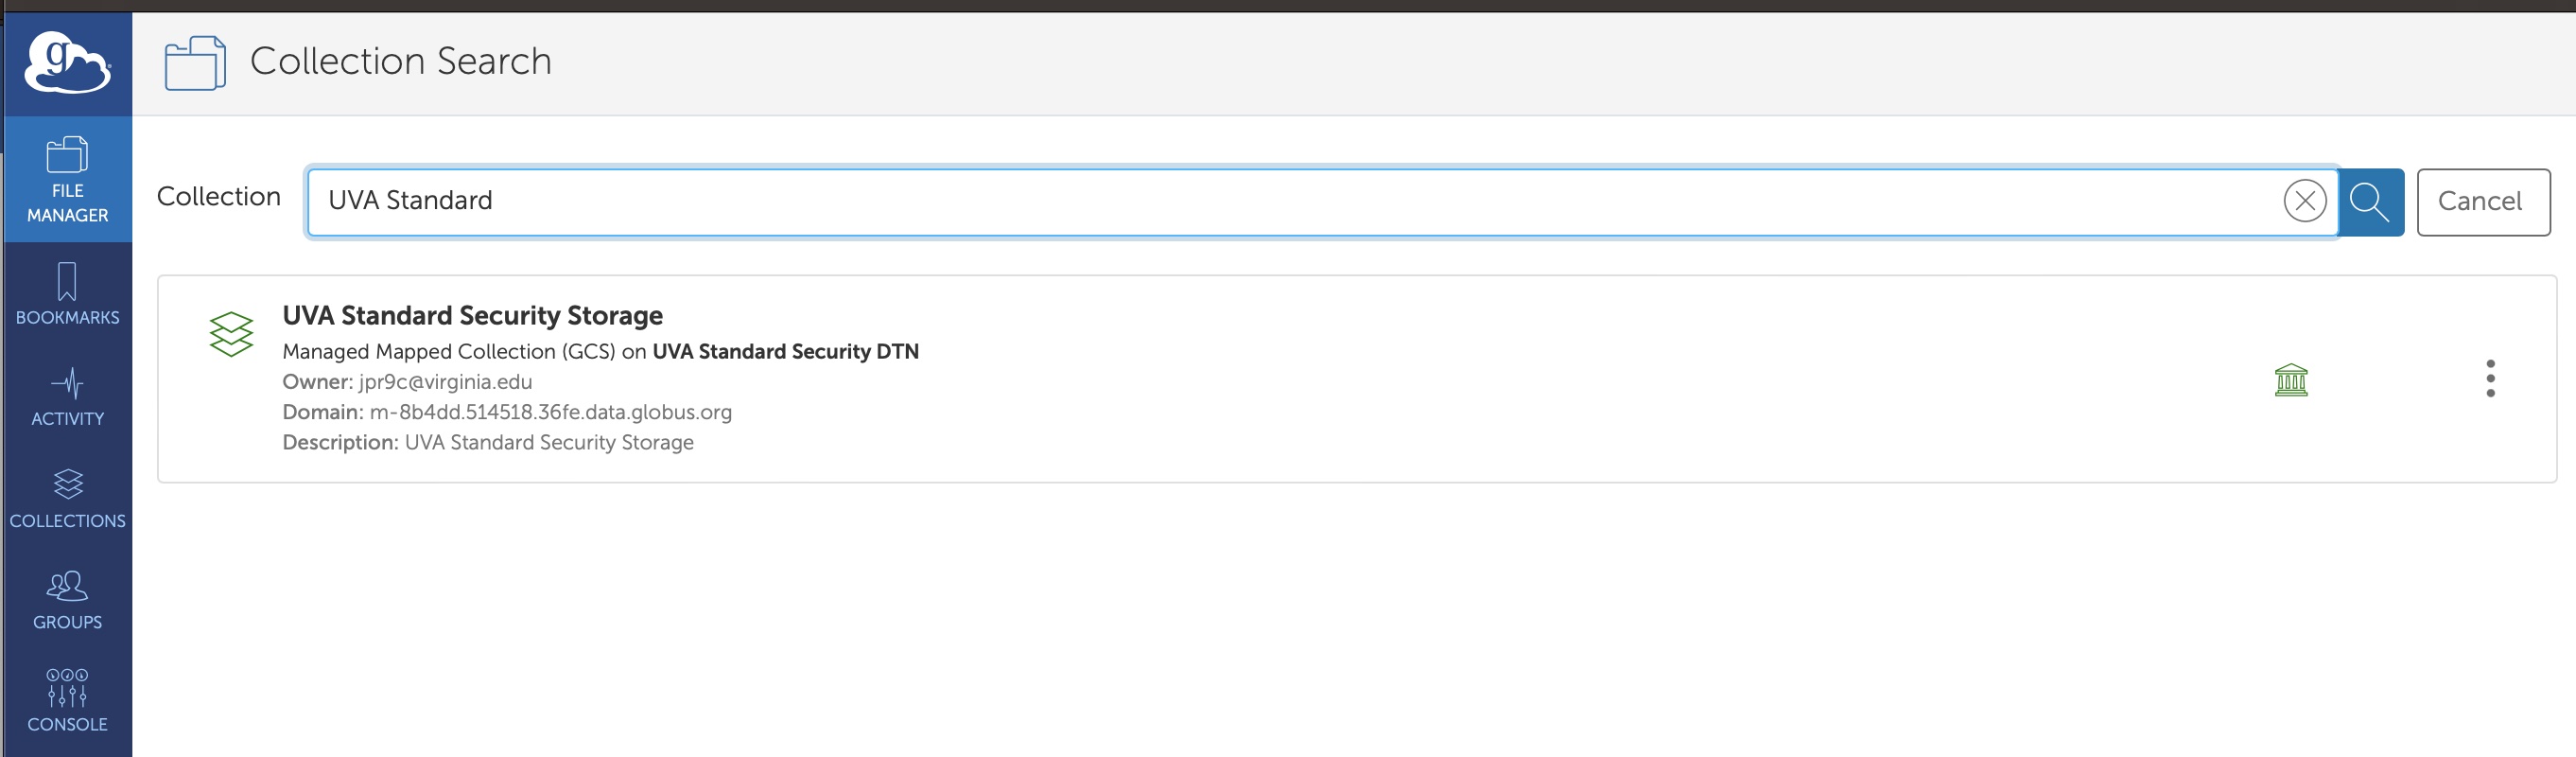 g
Collection Search
FILE
MANAGER
BOOKMARKS
ACTIVITY
COLLECTIONS
GROUPS
CONSOLE
Collection
UVA Standard
Cancel
UVA Standard Security Storage
Managed Mapped Collection (GCS) on UVA Standard Security DTN
Owner: jpr9c@virginia.edu
Domain: m-8b4dd.514518.36fe.data.globus.org
Description: UVA Standard Security Storage